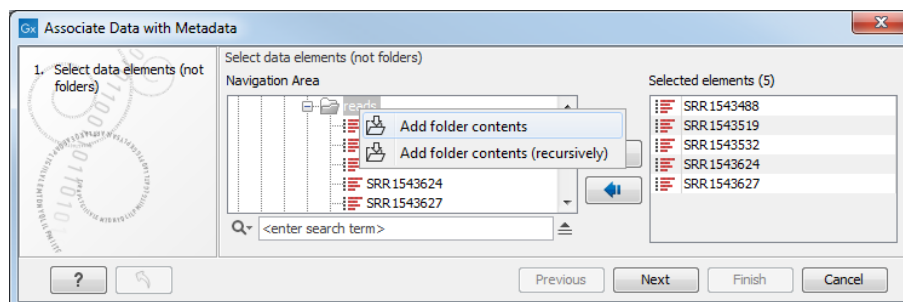 Gx Associate Data with Metadata
1. Select data elements (not
folders)
Select data elements (not folders)
Navigation Area
reads
Add folder contents
Add folder contents (recursively)
SRR1543624
SRR1543627
<enter search term>
Selected elements (5)
SRR1543488
SRR1543519
SRR1543532
SRR1543624
SRR1543627
?
Previous
Next
Finish
Cancel